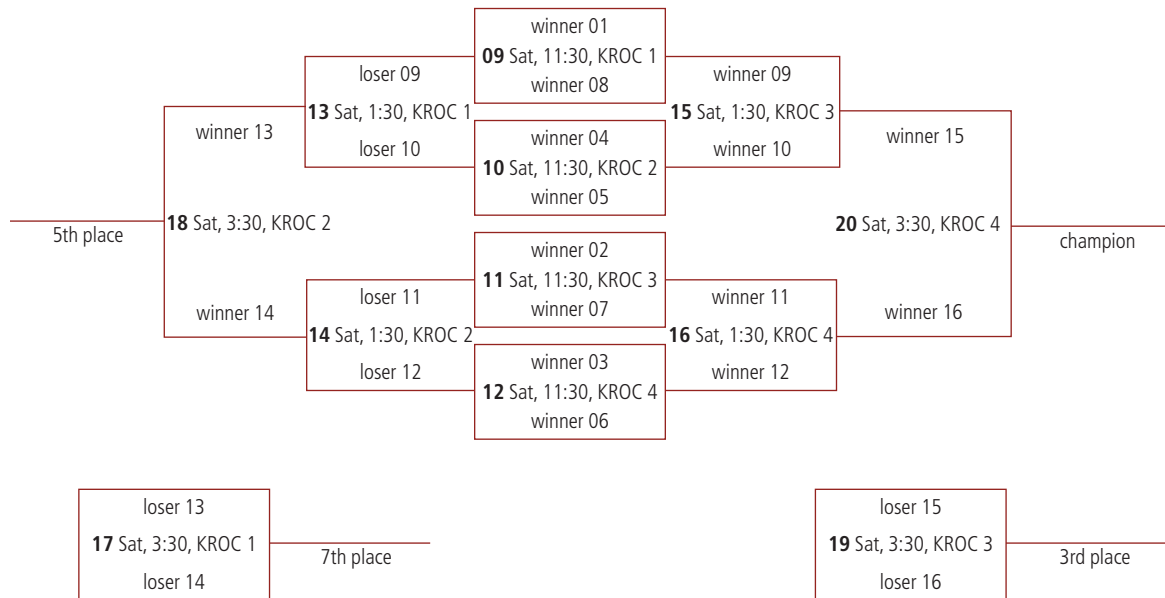 winner 01
09 Sat, 11:30, KROC 1
winner 08
loser 09
13 Sat, 1:30, KROC 1
loser 10
winner 09
15 Sat, 1:30, KROC 3
winner 10
winner 04
10 Sat, 11:30, KROC 2
winner 05
winner 13
18 Sat, 3:30, KROC 2
winner 14
5th place
winner 15
20 Sat, 3:30, KROC 4
winner 16
champion
winner 02
11 Sat, 11:30, KROC 3
winner 07
loser 11
14 Sat, 1:30, KROC 2
loser 12
winner 11
16 Sat, 1:30, KROC 4
winner 12
winner 03
12 Sat, 11:30, KROC 4
winner 06
loser 13
17 Sat, 3:30, KROC 1
loser 14
7th place
loser 15
19 Sat, 3:30, KROC 3
loser 16
3rd place